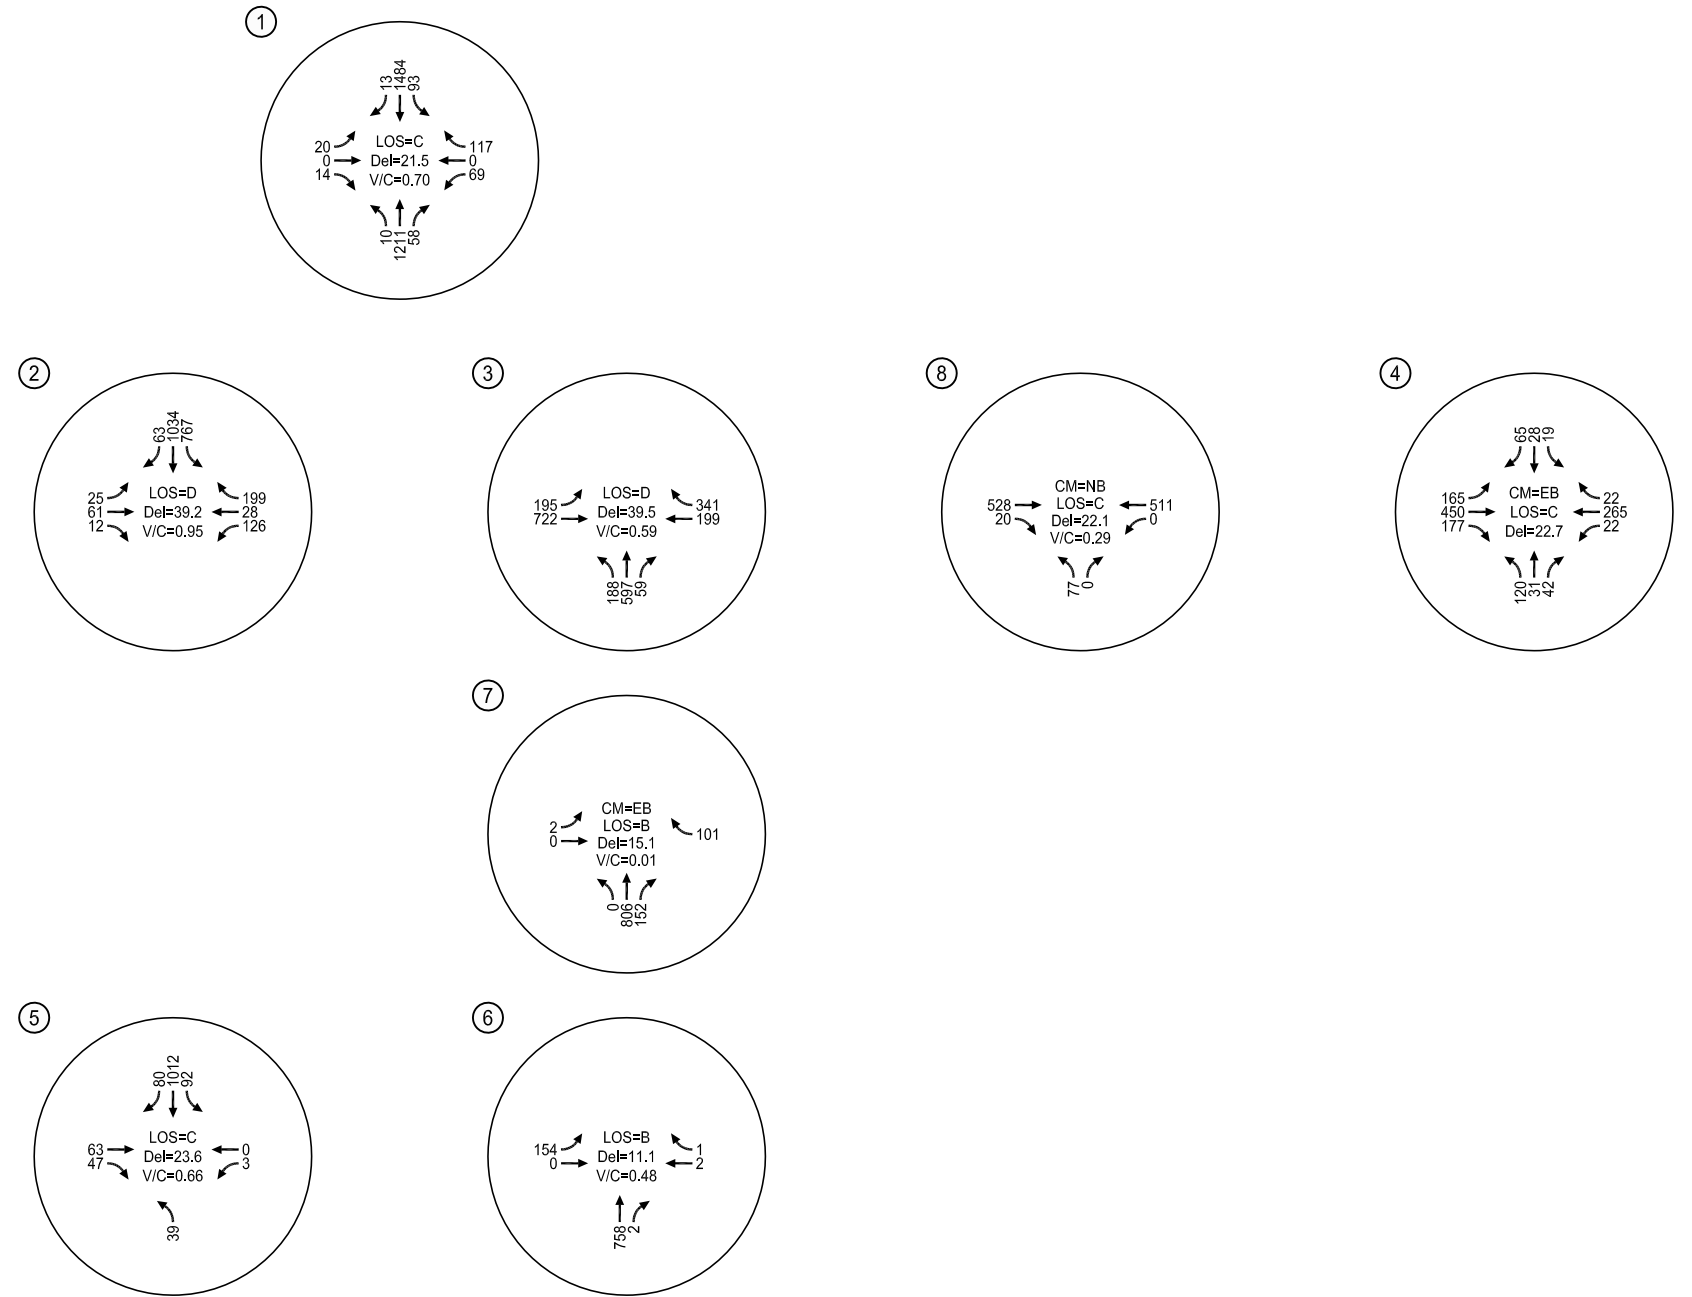 1
13
1484
93
20
0
14
LOS=C
Del=21.5
V/C=0.70
117
0
69
10
1211
58
2
63
1034
767
25
61
12
LOS=D
Del=39.2
V/C=0.95
199
28
126
3
195
722
LOS=D
Del=39.5
V/C=0.59
341
199
188
597
59
8
528
20
CM=NB
LOS=C
Del=22.1
V/C=0.29
511
0
77
0
4
65
28
19
165
450
177
CM=EB
LOS=C
Del=22.7
22
265
22
120
31
42
7
2
0
CM=EB
LOS=B
Del=15.1
V/C=0.01
101
0
806
152
5
80
1012
92
63
47
LOS=C
Del=23.6
V/C=0.66
0
3
39
6
154
0
LOS=B
Del=11.1
V/C=0.48
1
2
758
2